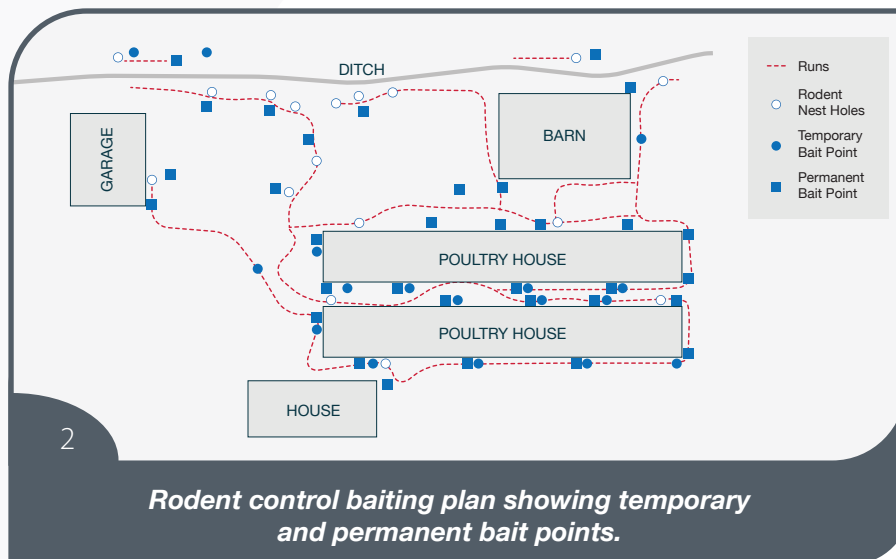 DITCH
Runs
Rodent
Nest Holes
Temporary
Bait Point
Permanent
Bait Point
GARAGE
BARN
POULTRY HOUSE
POULTRY HOUSE
HOUSE
2
Rodent control baiting plan showing temporary
and permanent bait points.